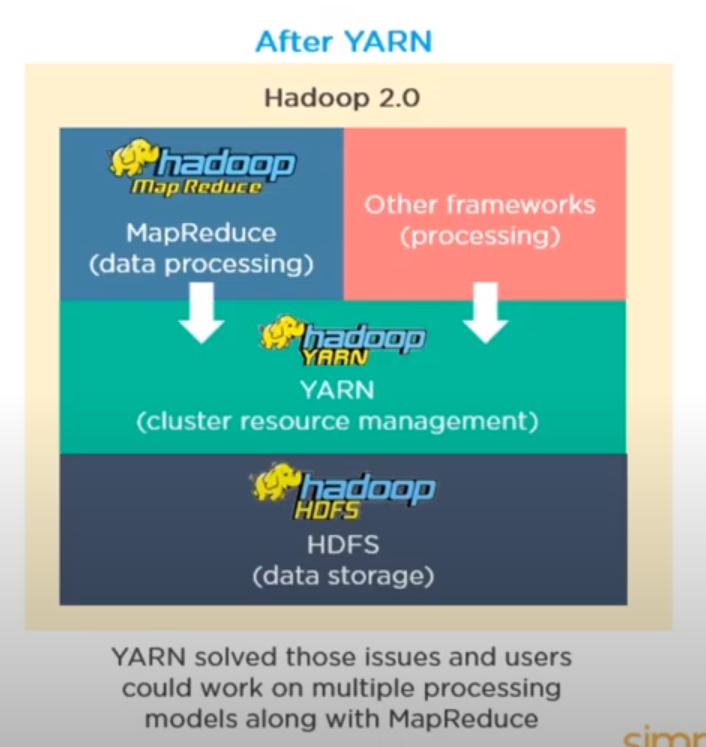 After YARN
Hadoop 2.0
hadoop
Map Reduce
MapReduce
(data processing)
Other frameworks
(processing)
hadoop
YARN
YARN
(cluster resource management)
hadoop
HDFS
HDFS
(data storage)
YARN solved those issues and users
could work on multiple processing
models along with MapReduce